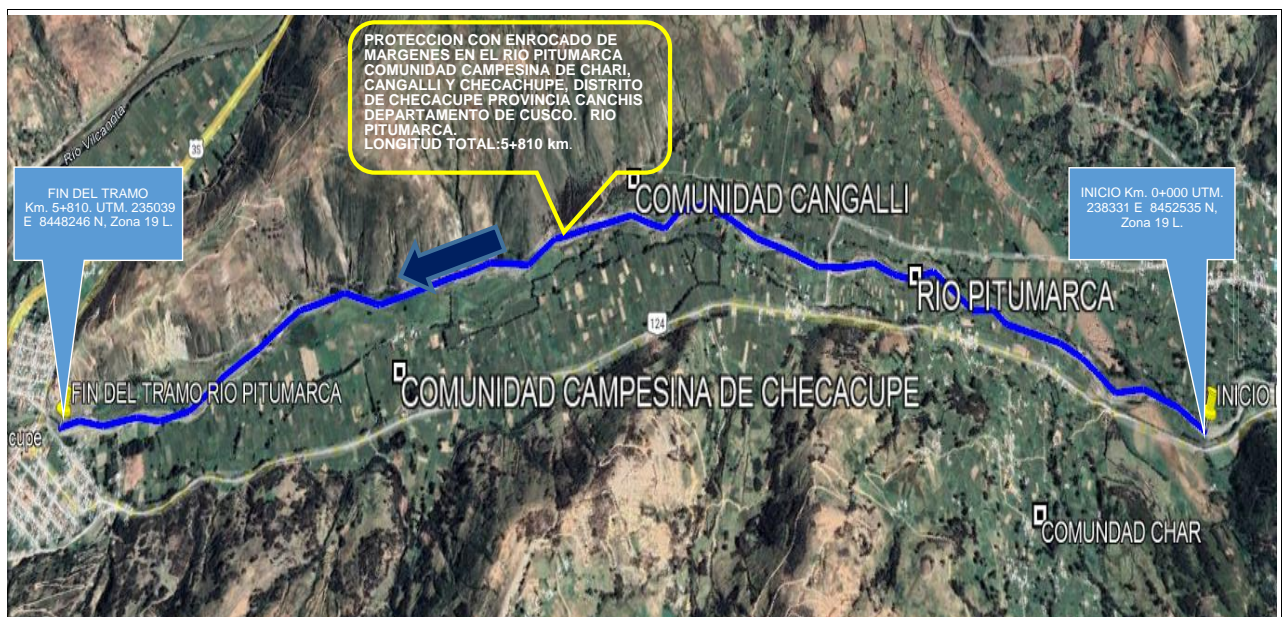 PROTECCION CON ENROCADO DE
MARGENES EN EL RIO PITUMARCA
COMUNIDAD CAMPESINA DE CHARI,
CANGALLI Y CHECACHUPE, DISTRITO
DE CHECACUPE PROVINCIA CANCHIS
DEPARTAMENTO DE CUSCO. RIO
PITUMARCA.
LONGITUD TOTAL:5+810 km.
Río Vilcanota
3S
FIN DEL TRAMO
Km. 5+810. UTM. 235039
E 8448246 N, Zona 19 L.
INICIO Km. 0+000 UTM.
238331 E 8452535 N,
Zona 19 L.
COMUNIDAD CANGALLI
RIO PITUMARCA
124
FIN DEL TRAMO RIO PITUMARCA
COMUNIDAD CAMPESINA DE CHECACUPE
INICIO
cupe
COMUNDAD CHAR